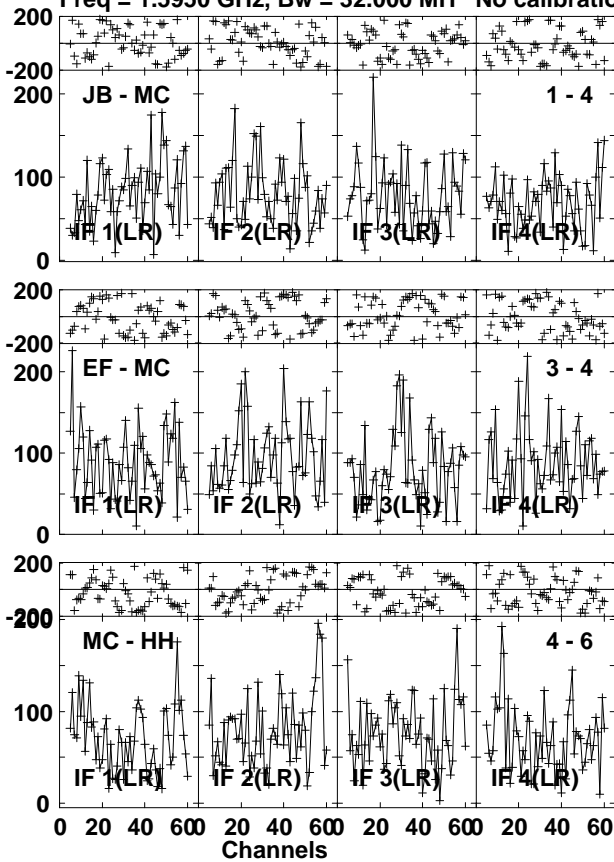 Freq = 1.5950 GHz, Bw = 32.000 MH No calibratio
200
-200
200
JB - MC
1 - 4
100
IF 1(LR)
IF 2(LR)
IF 3(LR)
IF 4(LR)
0
200
-200
200
EF - MC
3 - 4
100
IF 1(LR)
IF 2(LR)
IF 3(LR)
IF 4(LR)
0
200
-200
200
MC - HH
4 - 6
100
IF 1(LR)
IF 2(LR)
IF 3(LR)
IF 4(LR)
0
0 20 40 60 0 20 40 60 0 20 40 60 0 20 40 60
Channels